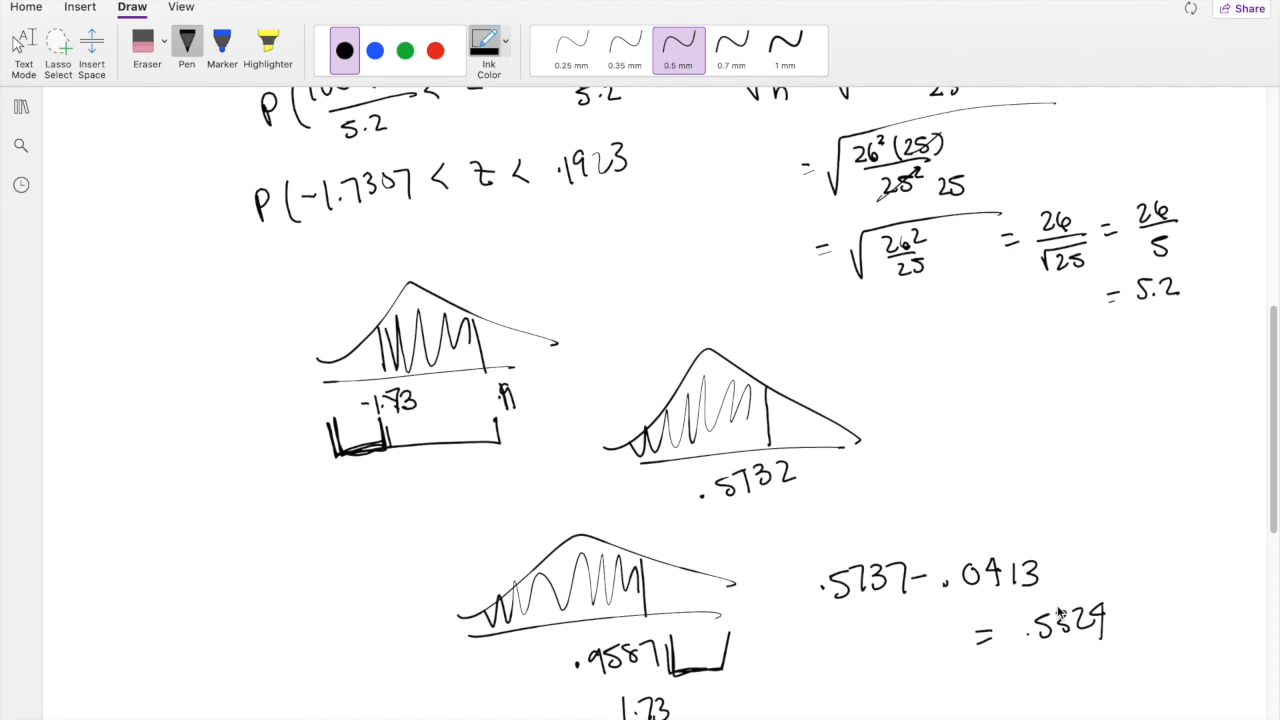 Home Insert Draw View
Share
Text Mode
Lasso Select
Insert Space
Eraser
Pen
Marker
Highlighter
Ink Color
0.25 mm
0.35 mm
0.5 mm
0.7 mm
1 mm
P (
5.2
<
5.2
P(-1.7307 < z < .1923
√n
25
= √ 26² (25) / 25² 25
= √ 26² / 25 = 26 / √25 = 26 / 5
= 5.2
-1.73
.5732
.9587
1.73
.5737 - .0413